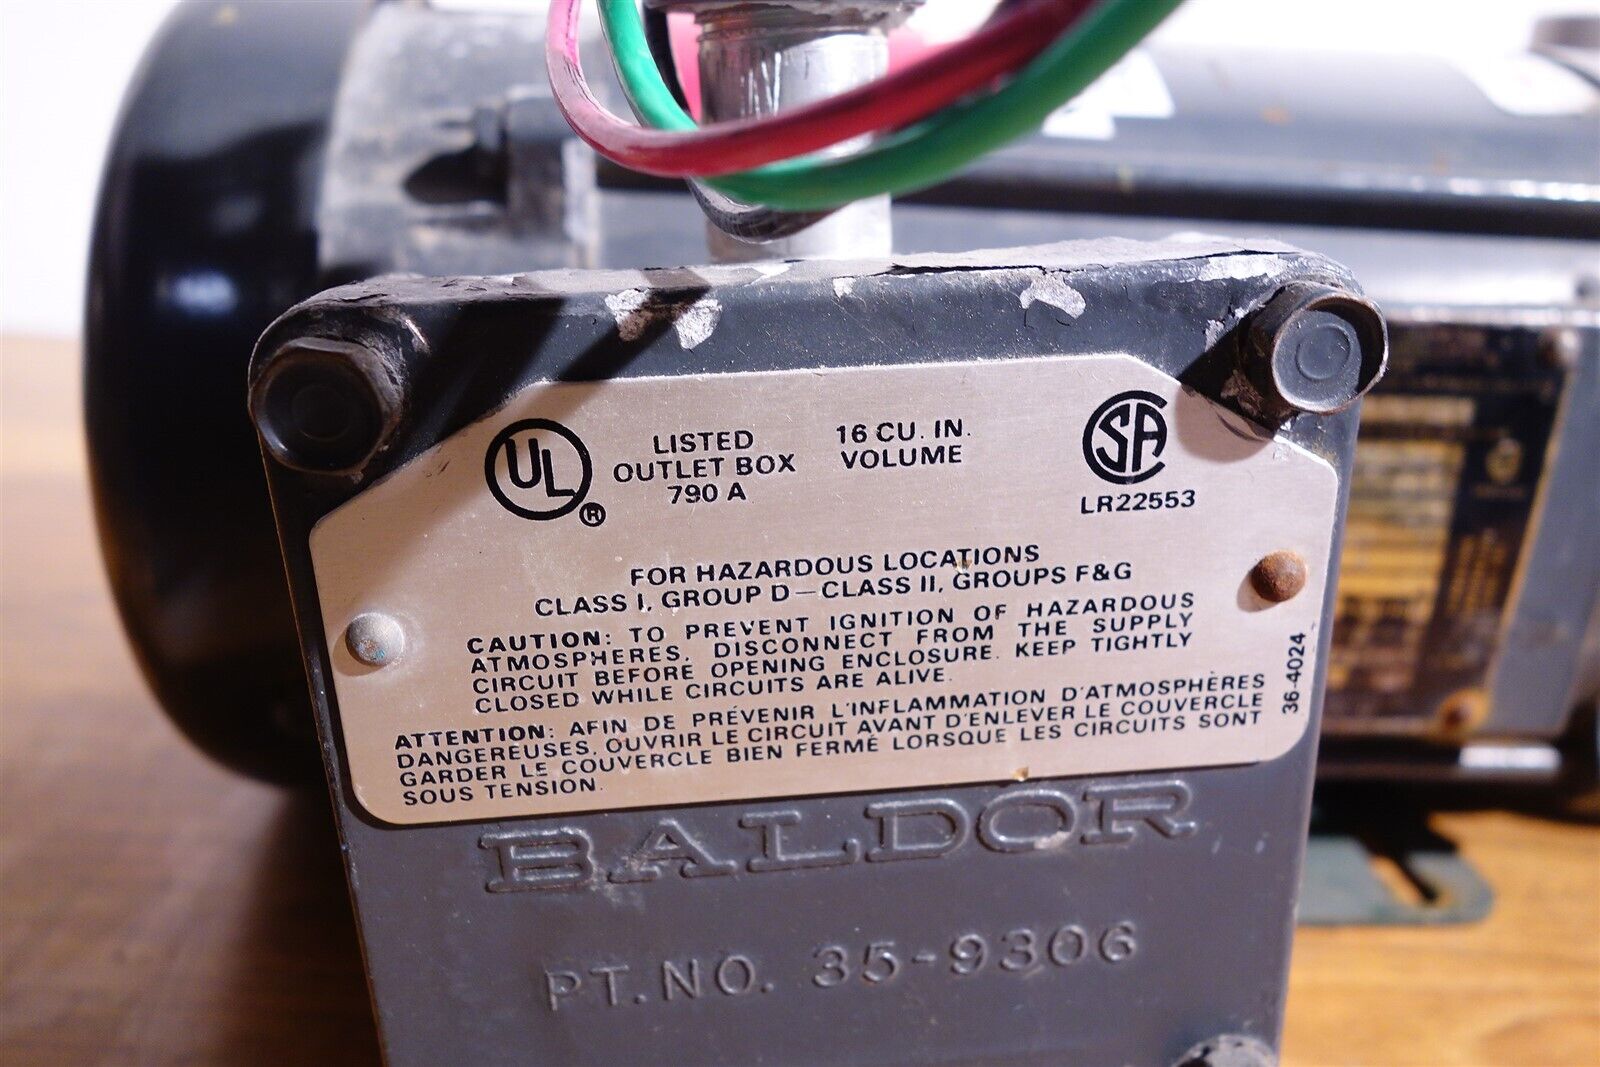 UL
®
LISTED
OUTLET BOX
790 A
16 CU. IN.
VOLUME
SA
LR22553
FOR HAZARDOUS LOCATIONS
CLASS I, GROUP D — CLASS II, GROUPS F&G
CAUTION: TO PREVENT IGNITION OF HAZARDOUS
ATMOSPHERES, DISCONNECT FROM THE SUPPLY
CIRCUIT BEFORE OPENING ENCLOSURE. KEEP TIGHTLY
CLOSED WHILE CIRCUITS ARE ALIVE.
ATTENTION: AFIN DE PRÉVENIR L'INFLAMMATION D'ATMOSPHÈRES
DANGEREUSES, OUVRIR LE CIRCUIT AVANT D'ENLEVER LE COUVERCLE
GARDER LE COUVERCLE BIEN FERMÉ LORSQUE LES CIRCUITS SONT
SOUS TENSION.
36-4024
BALDOR
PT. NO. 35-9306